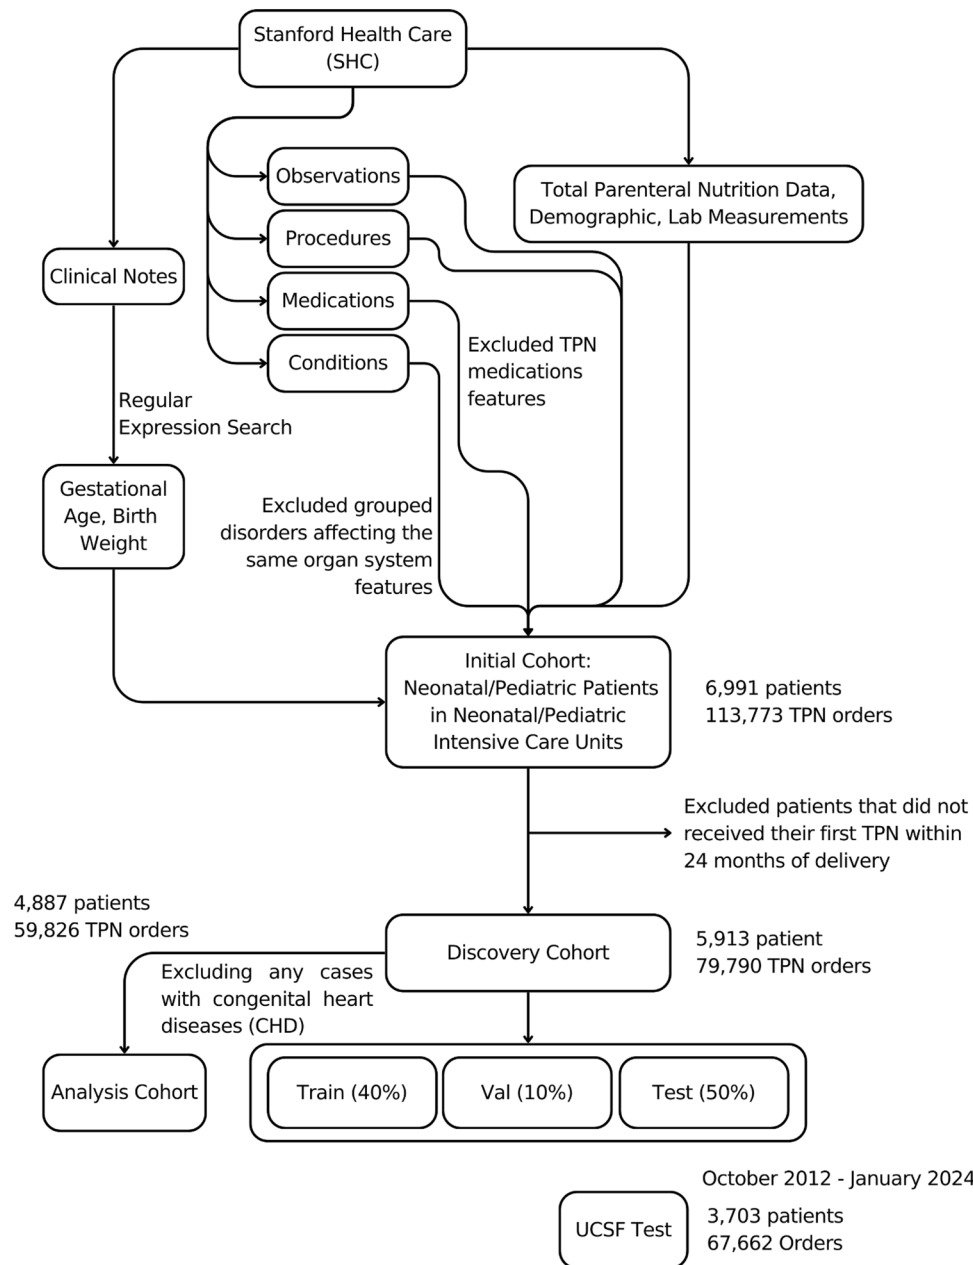 Stanford Health Care
(SHC)
Observations
Procedures
Medications
Conditions
Total Parenteral Nutrition Data,
Demographic, Lab Measurements
Clinical Notes
Excluded TPN
medications
features
Regular
Expression Search
Gestational
Age, Birth
Weight
Excluded grouped
disorders affecting the
same organ system
features
Initial Cohort:
Neonatal/Pediatric Patients
in Neonatal/Pediatric
Intensive Care Units
6,991 patients
113,773 TPN orders
Excluded patients that did not
received their first TPN within
24 months of delivery
4,887 patients
59,826 TPN orders
Discovery Cohort
5,913 patient
79,790 TPN orders
Excluding any cases
with congenital heart
diseases (CHD)
Analysis Cohort
Train (40%)
Val (10%)
Test (50%)
October 2012 - January 2024
UCSF Test
3,703 patients
67,662 Orders